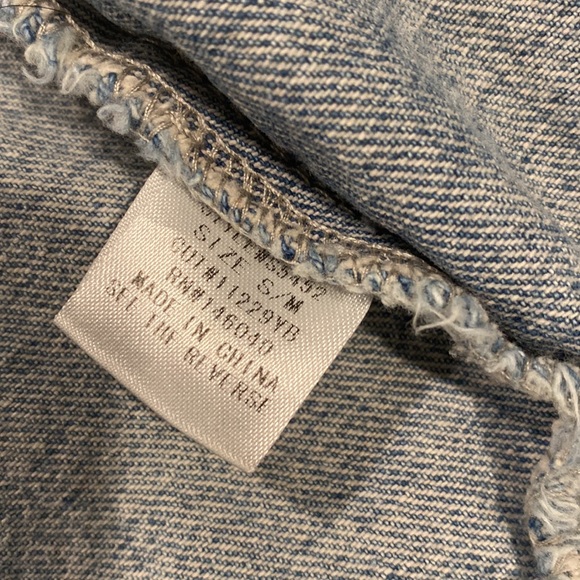 SIZE S/M
CUT#11229YB
RN#146040
MADE IN CHINA
SEE THE REVERSE